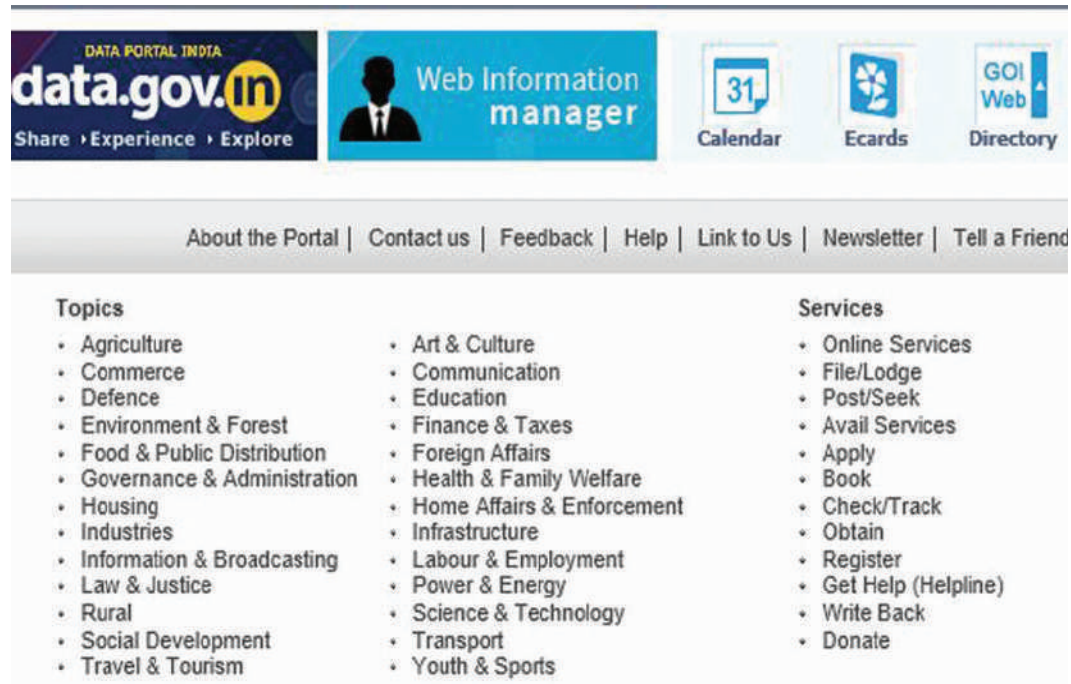 DATA PORTAL INDIA
data.gov.in
Share Experience Explore
Web Information
manager
31
Calendar
Ecards
GOI
Web
Directory
About the Portal | Contact us | Feedback | Help | Link to Us | Newsletter | Tell a Friend
Topics
• Agriculture
• Commerce
• Defence
• Environment & Forest
• Food & Public Distribution
• Governance & Administration
• Housing
• Industries
• Information & Broadcasting
• Law & Justice
• Rural
• Social Development
• Travel & Tourism
• Art & Culture
• Communication
• Education
• Finance & Taxes
• Foreign Affairs
• Health & Family Welfare
• Home Affairs & Enforcement
• Infrastructure
• Labour & Employment
• Power & Energy
• Science & Technology
• Transport
• Youth & Sports
Services
• Online Services
• File/Lodge
• Post/Seek
• Avail Services
• Apply
• Book
• Check/Track
• Obtain
• Register
• Get Help (Helpline)
• Write Back
• Donate